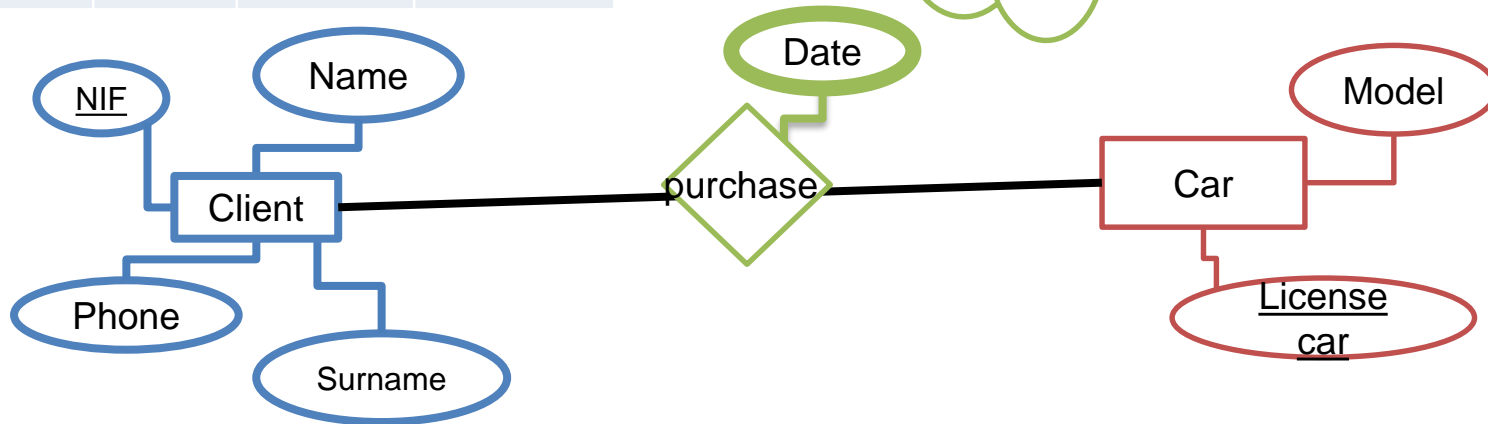 Date
Name
NIF
Model
purchase
Car
Client
License
car
Phone
Surname